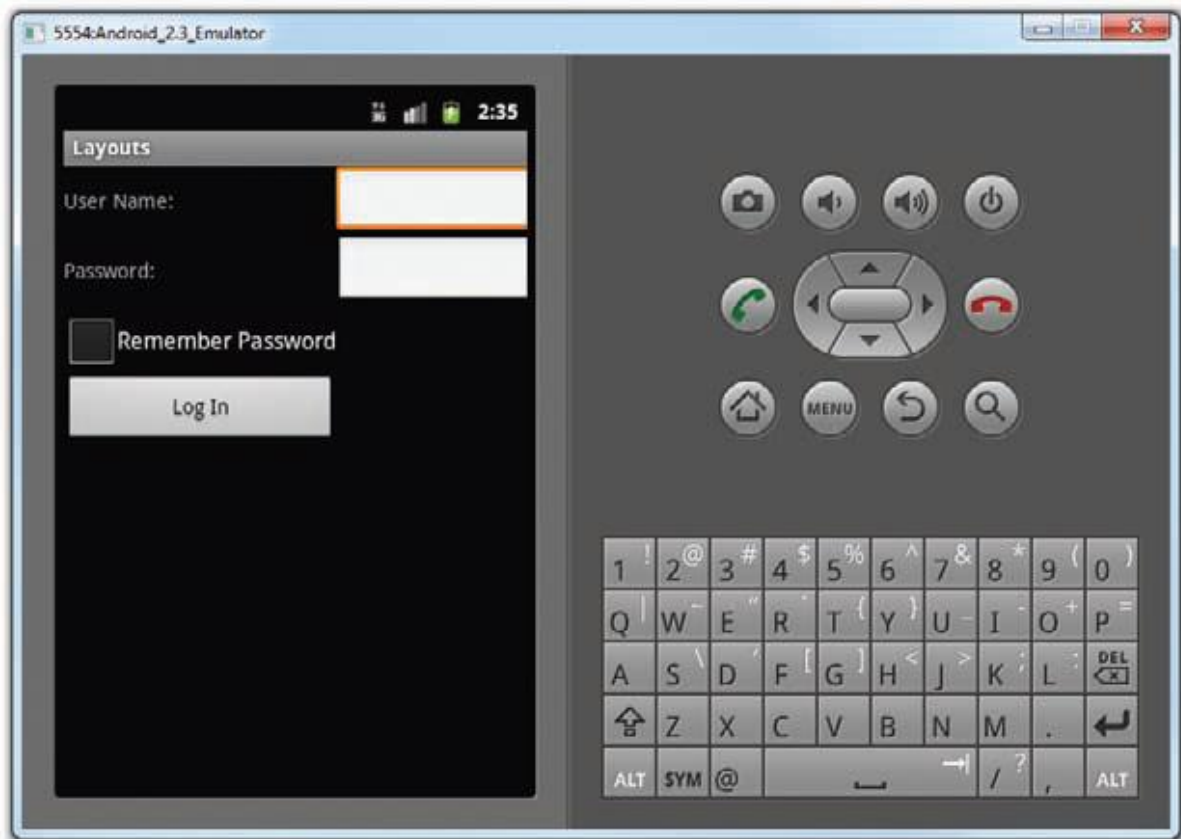 5554:Android_2.3_Emulator
2:35
Layouts
User Name:
Password:
Remember Password
Log In
MENU
1 ! 2 @ 3 # 4 $ 5 % 6 ^ 7 & 8 * 9 ( 0 )
Q | W ~ E " R ` T { Y } U _ I - O + P =
A S \ D ' F [ G ] H < J > K ; L : DEL
Z X C V B N M .
ALT SYM @ / ? , ALT